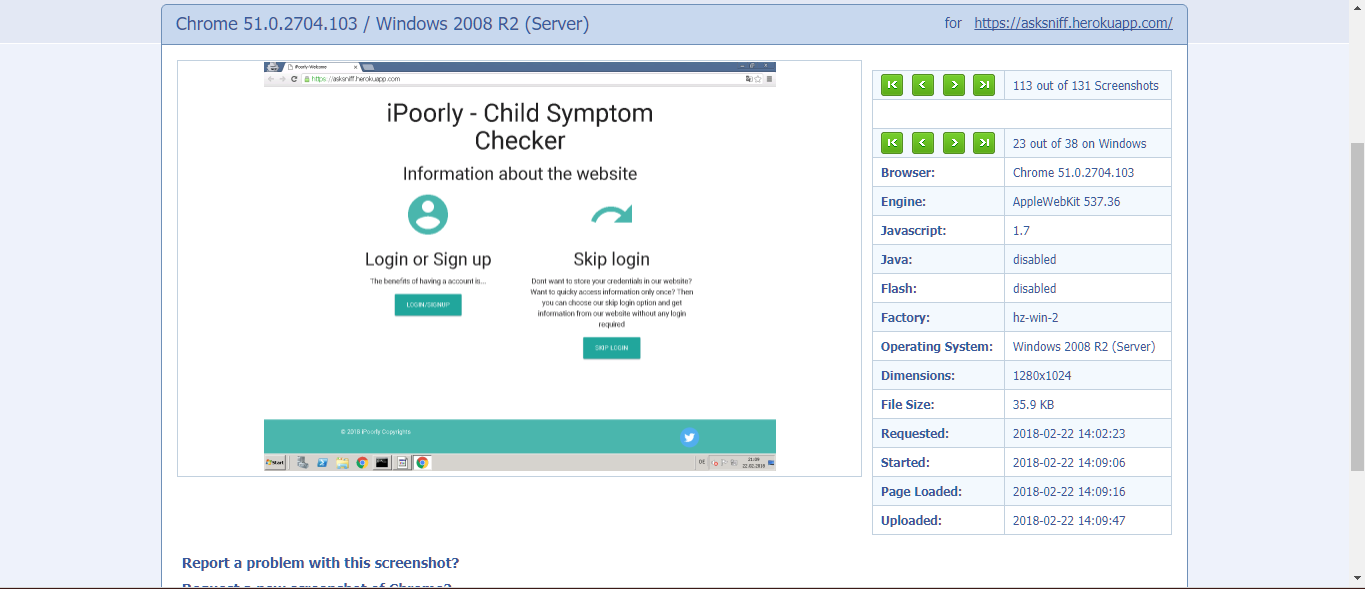 Chrome 51.0.2704.103 / Windows 2008 R2 (Server)
for https://asksniff.herokuapp.com/
iPoorly-Welcome
https://asksniff.herokuapp.com
iPoorly - Child Symptom
Checker
Information about the website
Login or Sign up
The benefits of having a account is...
LOGIN/SIGNUP
Skip login
Dont want to store your credentials in our website?
Want to quicky access information only once? Then
you can choose our skip login option and get
information from our website without any login
required
SKIP LOGIN
© 2018 iPoorly Copyrights
Start
DE
21:09
22.02.2018
113 out of 131 Screenshots
23 out of 38 on Windows
Browser: Chrome 51.0.2704.103
Engine: AppleWebKit 537.36
Javascript: 1.7
Java: disabled
Flash: disabled
Factory: hz-win-2
Operating System: Windows 2008 R2 (Server)
Dimensions: 1280x1024
File Size: 35.9 KB
Requested: 2018-02-22 14:02:23
Started: 2018-02-22 14:09:06
Page Loaded: 2018-02-22 14:09:16
Uploaded: 2018-02-22 14:09:47
Report a problem with this screenshot?
Request a new screenshot of Chrome?